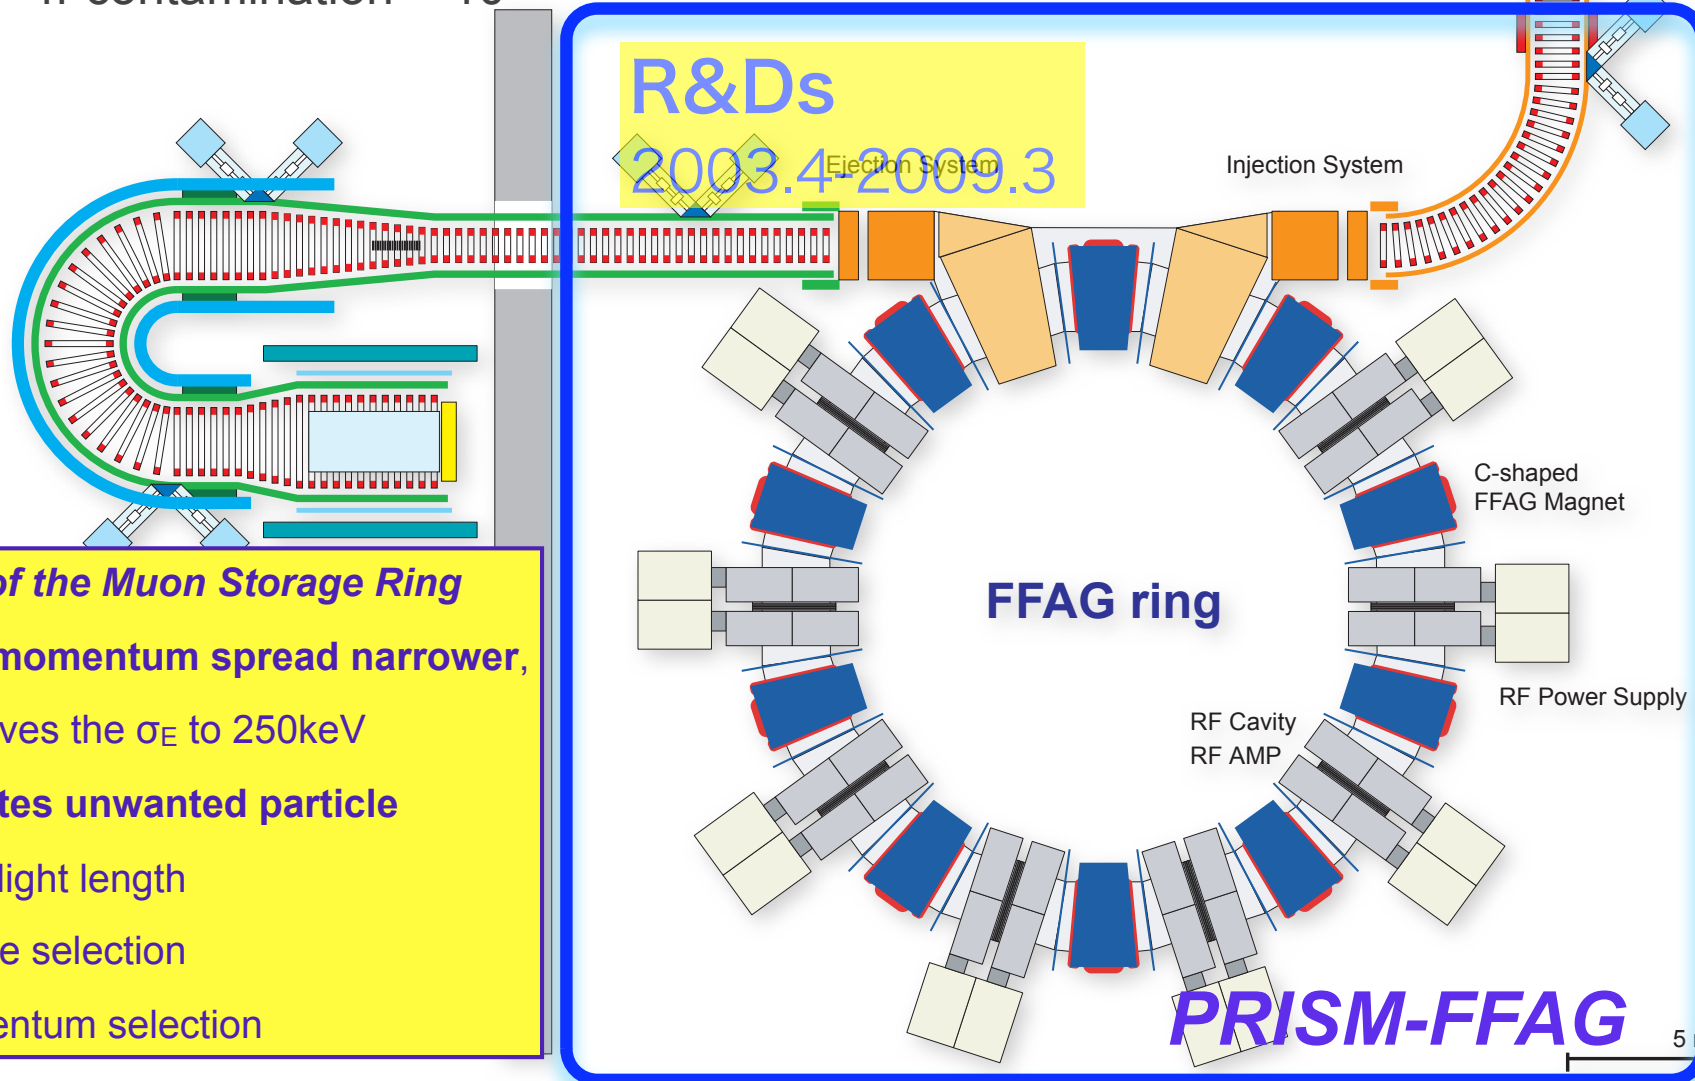 contamination
10
R&Ds
2003.4-2009.3
Ejection System
Injection System
C-shaped
FFAG Magnet
of the Muon Storage Ring
momentum spread narrower,
ves the σE to 250keV
FFAG ring
RF Power Supply
RF Cavity
RF AMP
tes unwanted particle
light length
e selection
entum selection
PRISM-FFAG
5